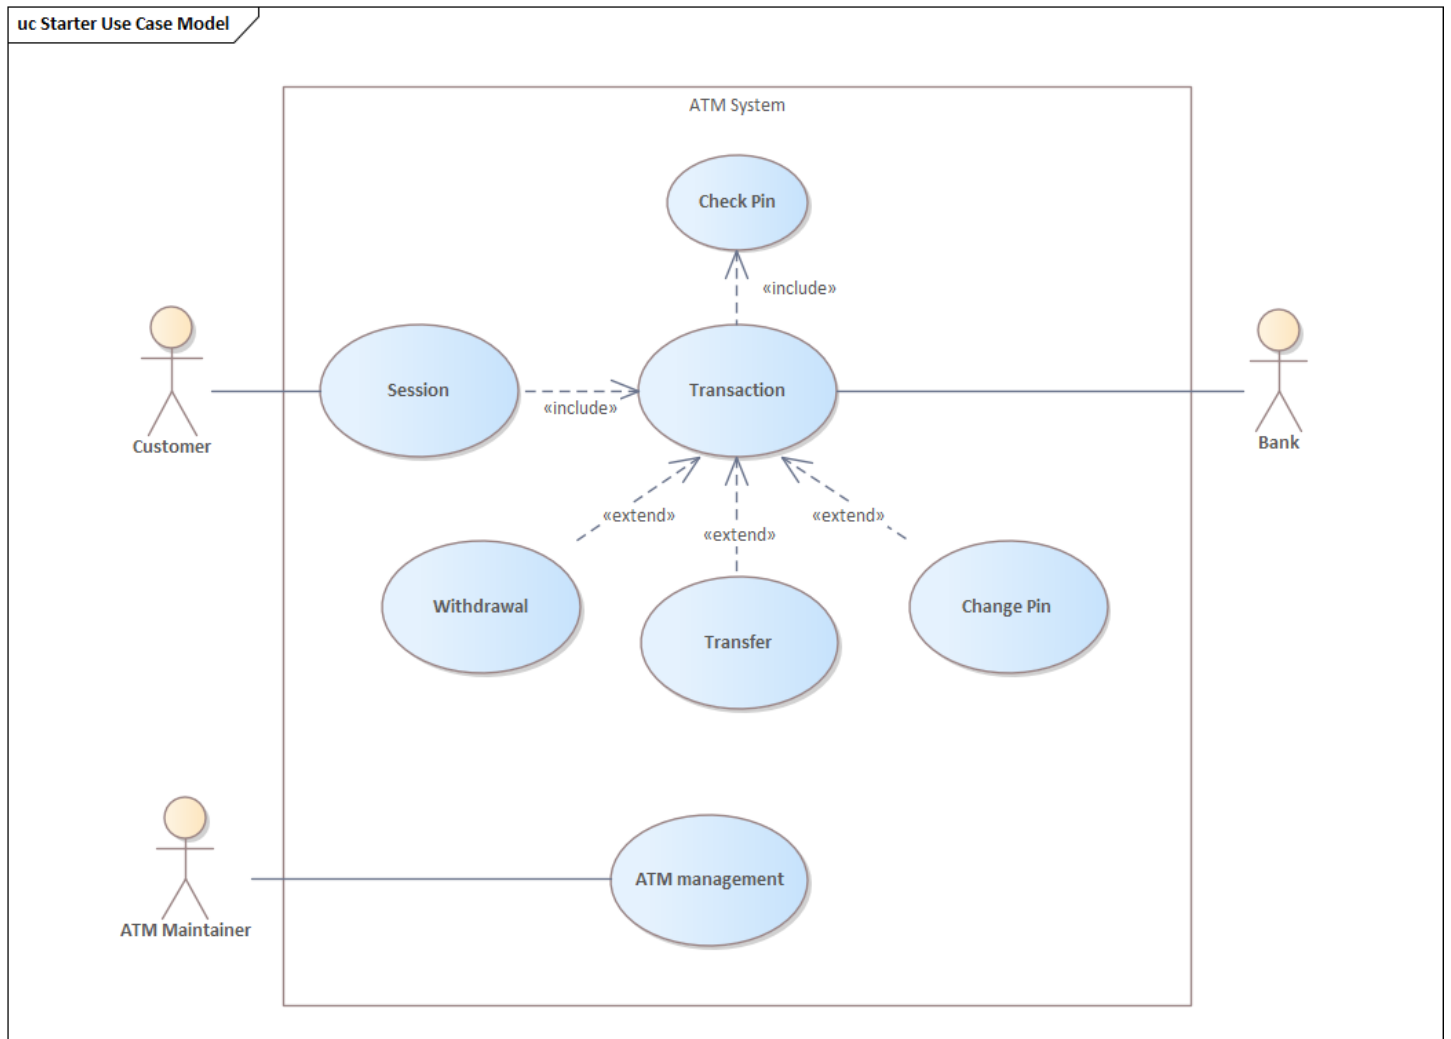 uc Starter Use Case Model
ATM System
Check Pin
«include»
Session
«include»
Transaction
Customer
Bank
«extend»
«extend»
«extend»
Withdrawal
Transfer
Change Pin
ATM management
ATM Maintainer